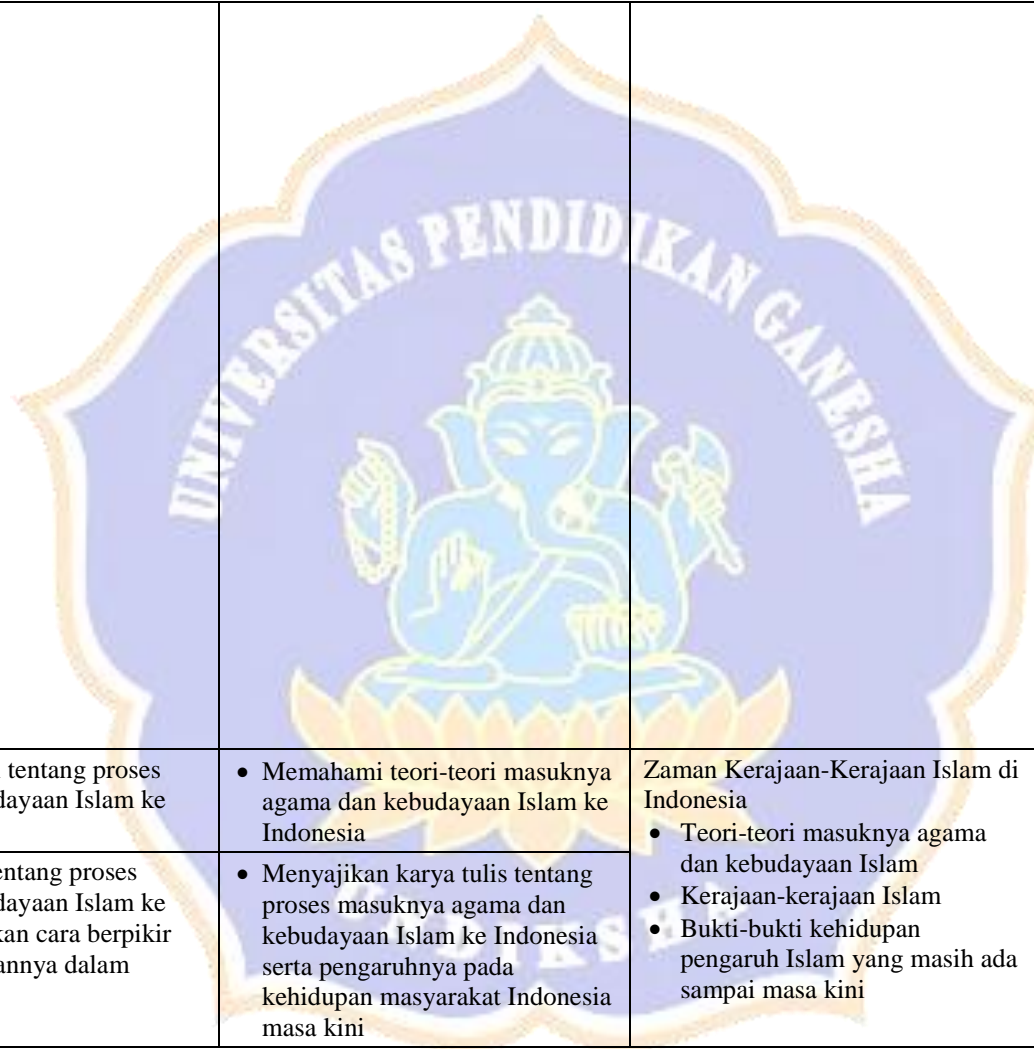 UNIVERSITAS PENDIDIKAN GANESHA
tentang proses
dayaan Islam ke
entang proses
dayaan Islam ke
kan cara berpikir
annya dalam
• Memahami teori-teori masuknya
agama dan kebudayaan Islam ke
Indonesia
• Menyajikan karya tulis tentang
proses masuknya agama dan
kebudayaan Islam ke Indonesia
serta pengaruhnya pada
kehidupan masyarakat Indonesia
masa kini
Zaman Kerajaan-Kerajaan Islam di
Indonesia
• Teori-teori masuknya agama
dan kebudayaan Islam
• Kerajaan-kerajaan Islam
• Bukti-bukti kehidupan
pengaruh Islam yang masih ada
sampai masa kini
UNDIKSHA